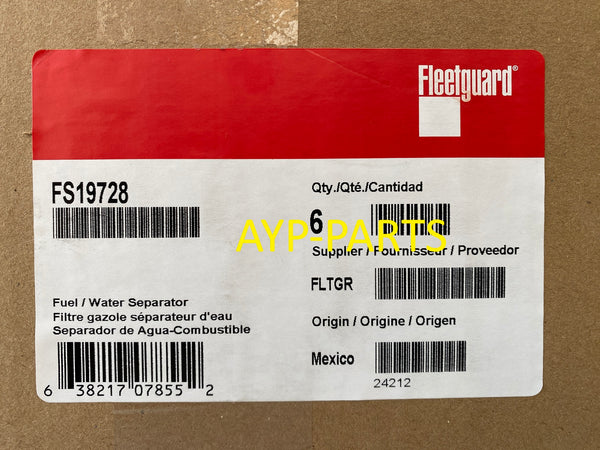 Fleetguard®
FS19728
Qty./Qté./Cantidad
6
AYP-PARTS
Supplier / Fournisseur / Proveedor
FLTGR
Fuel / Water Separator
Filtre gazole séparateur d'eau
Separador de Agua-Combustible
Origin / Origine / Origen
Mexico
24212
6 38217 07855 2